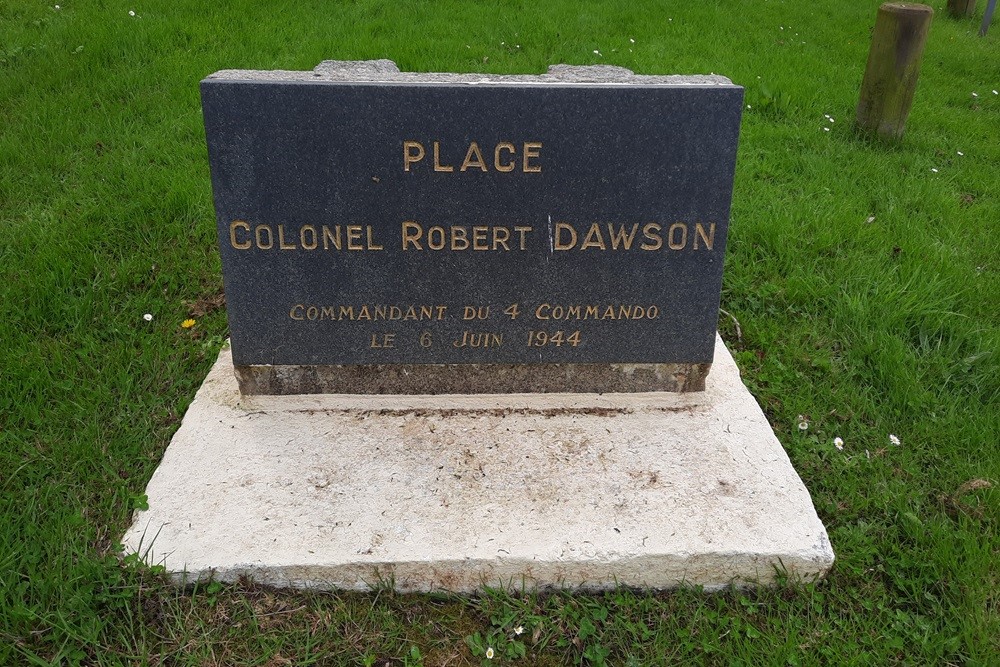 PLACE
COLONEL ROBERT DAWSON
COMMANDANT DU 4 COMMANDO
LE 6 JUIN 1944